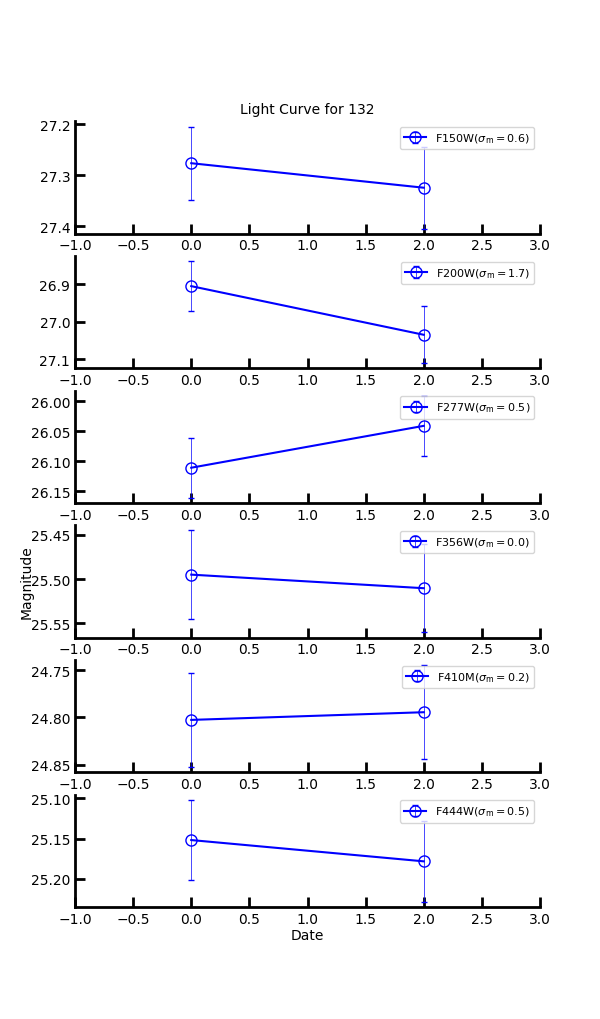 Light Curve for 132
27.2
27.3
27.4
F150W(σm = 0.6)
−1.0 −0.5 0.0 0.5 1.0 1.5 2.0 2.5 3.0
26.9
27.0
27.1
F200W(σm = 1.7)
−1.0 −0.5 0.0 0.5 1.0 1.5 2.0 2.5 3.0
26.00
26.05
26.10
26.15
F277W(σm = 0.5)
−1.0 −0.5 0.0 0.5 1.0 1.5 2.0 2.5 3.0
Magnitude
25.45
25.50
25.55
F356W(σm = 0.0)
−1.0 −0.5 0.0 0.5 1.0 1.5 2.0 2.5 3.0
24.75
24.80
24.85
F410M(σm = 0.2)
−1.0 −0.5 0.0 0.5 1.0 1.5 2.0 2.5 3.0
25.10
25.15
25.20
F444W(σm = 0.5)
−1.0 −0.5 0.0 0.5 1.0 1.5 2.0 2.5 3.0
Date